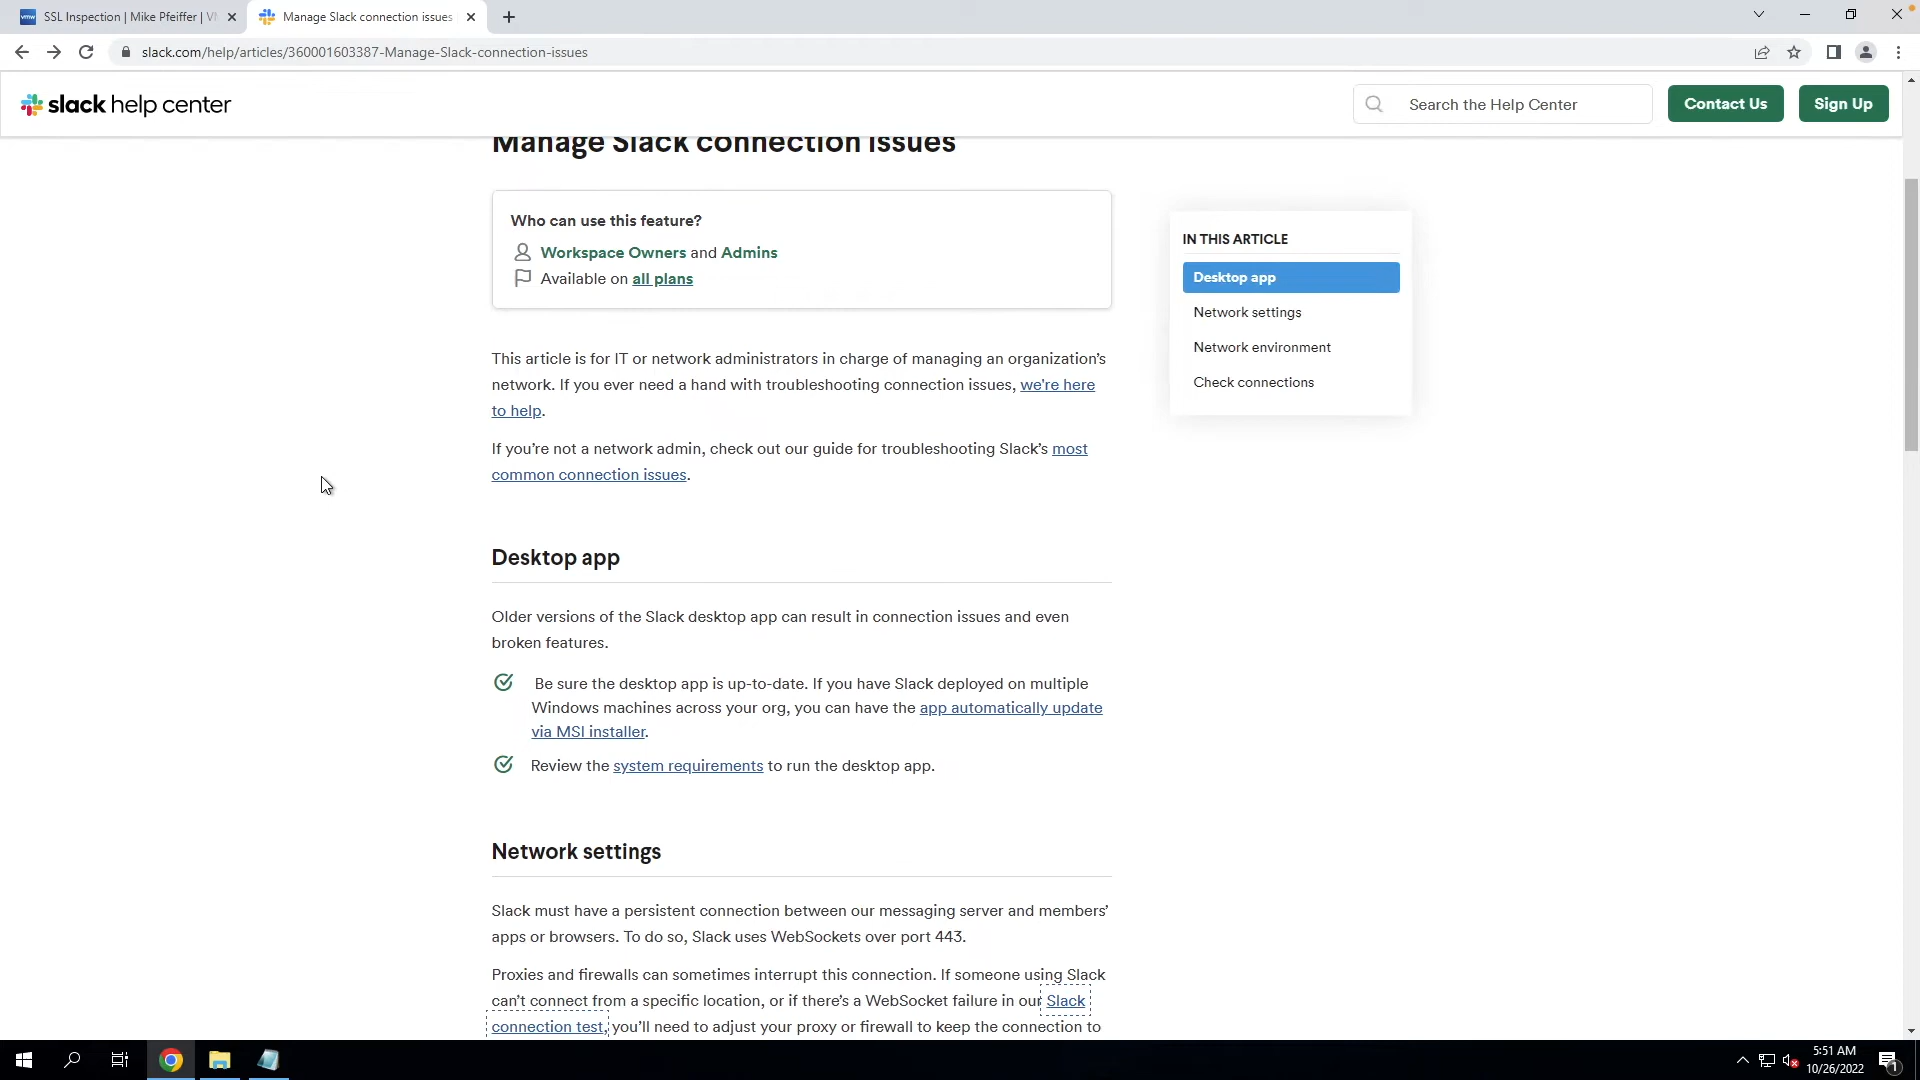 SSL Inspection | Mike Pfeiffer | V
Manage Slack connection issues
slack.com/help/articles/360001603387-Manage-Slack-connection-issues
slack help center
Search the Help Center
Contact Us
Sign Up
Manage Slack connection issues
Who can use this feature?
Workspace Owners and Admins
Available on all plans
This article is for IT or network administrators in charge of managing an organization's
network. If you ever need a hand with troubleshooting connection issues, we're here
to help.
If you’re not a network admin, check out our guide for troubleshooting Slack’s most
common connection issues.
IN THIS ARTICLE
Desktop app
Network settings
Network environment
Check connections
Desktop app
Older versions of the Slack desktop app can result in connection issues and even
broken features.
Be sure the desktop app is up-to-date. If you have Slack deployed on multiple
Windows machines across your org, you can have the app automatically update
via MSI installer.
Review the system requirements to run the desktop app.
Network settings
Slack must have a persistent connection between our messaging server and members’
apps or browsers. To do so, Slack uses WebSockets over port 443.
Proxies and firewalls can sometimes interrupt this connection. If someone using Slack
can’t connect from a specific location, or if there’s a WebSocket failure in our Slack
connection test, you’ll need to adjust your proxy or firewall to keep the connection to
5:51 AM
10/26/2022
1